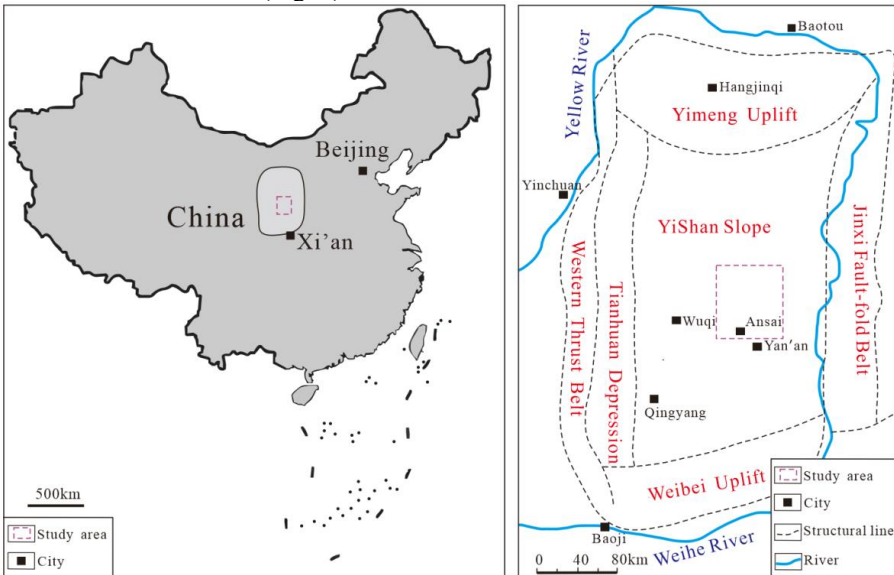 Beijing
China
Xi'an
500km
Study area
City
Baotou
Hangjinqi
Yellow River
Yimeng Uplift
Yinchuan
YiShan Slope
Jinxi Fault-fold Belt
Western Thrust Belt
Tianhuan Depression
Wuqi
Ansai
Yan'an
Qingyang
Weibei Uplift
Baoji
Weihe River
0 40 80km
Study area
City
Structural line
River